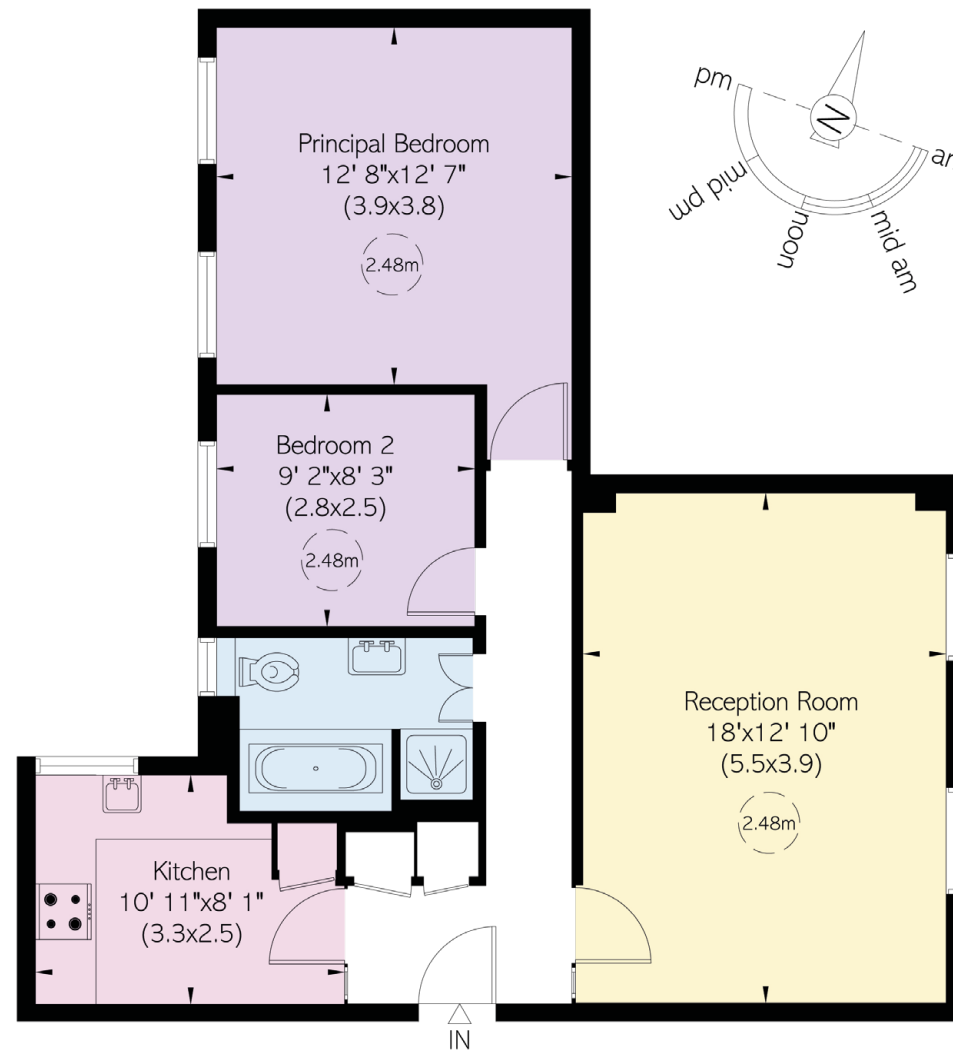 Principal Bedroom
12' 8"x12' 7"
(3.9x3.8)
2.48m
pm
mid pm
noon
mid am
N
Bedroom 2
9' 2"x8' 3"
(2.8x2.5)
2.48m
Reception Room
18'x12' 10"
(5.5x3.9)
2.48m
Kitchen
10' 11"x8' 1"
(3.3x2.5)
IN